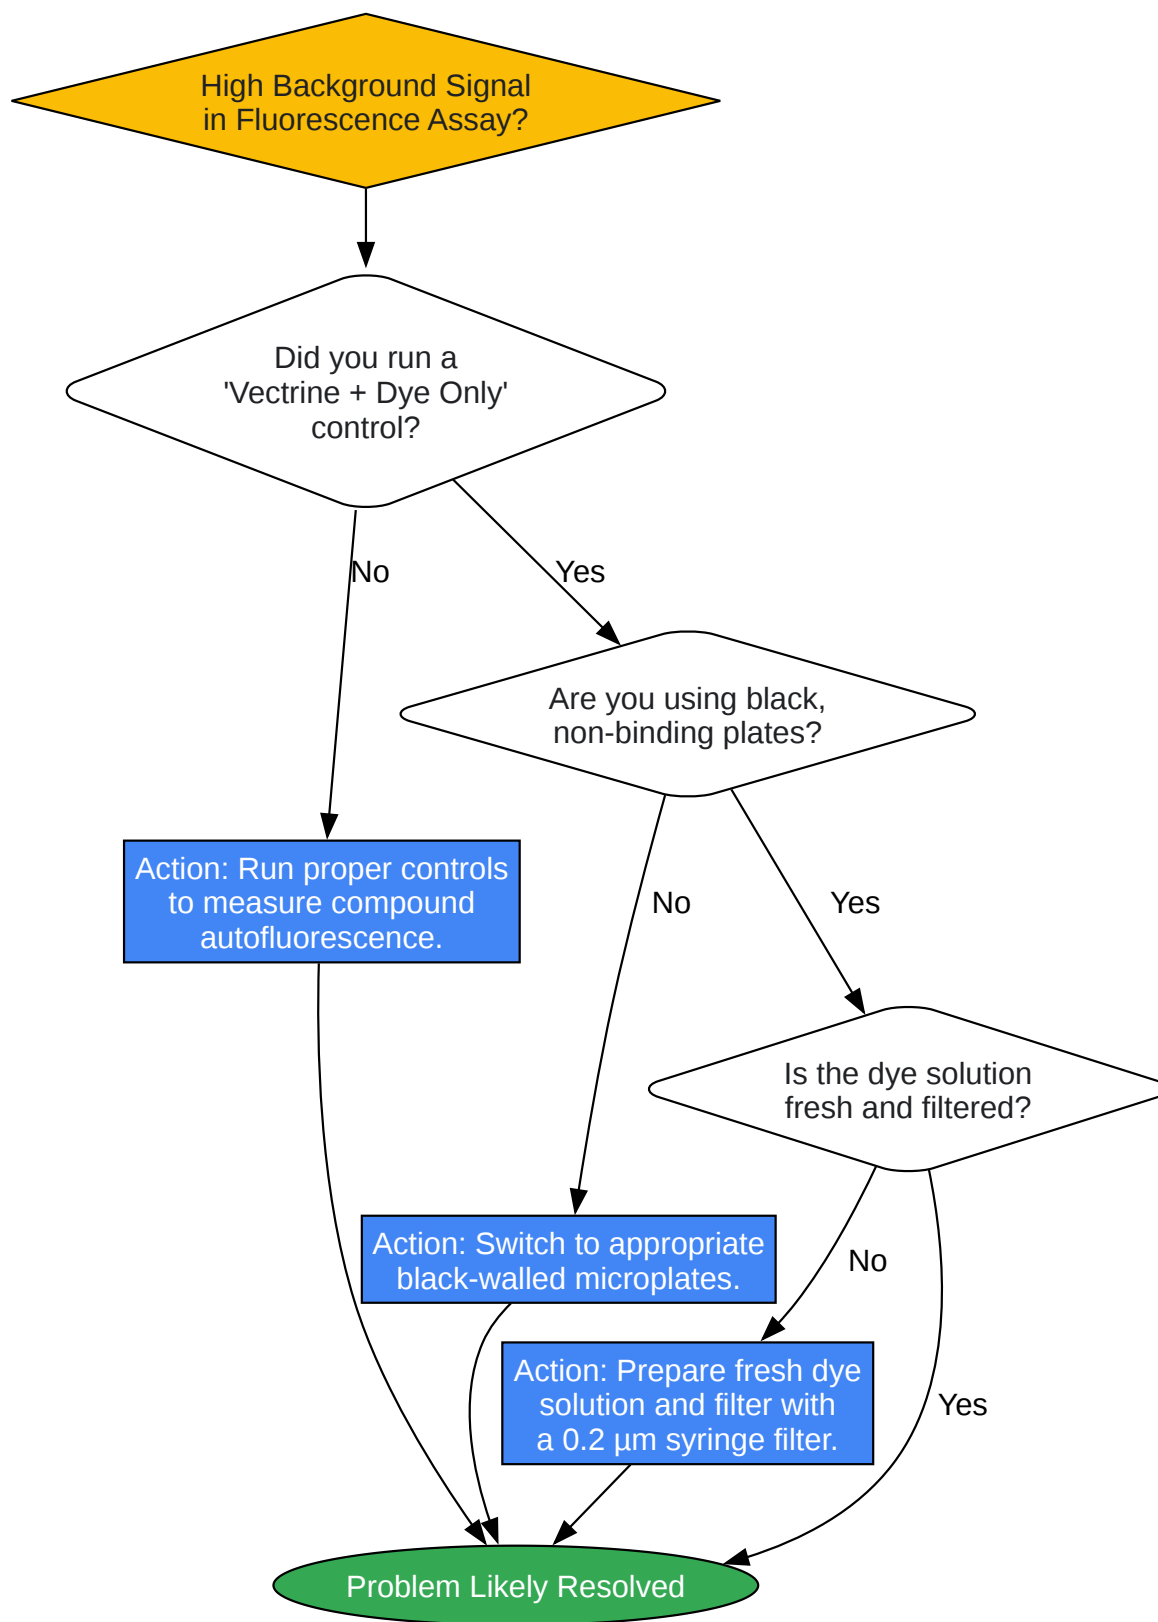 High Background Signal
in Fluorescence Assay?
Did you run a
'Vectrine + Dye Only'
control?
No
Yes
Are you using black,
non-binding plates?
Action: Run proper controls
to measure compound
autofluorescence.
No
Yes
Is the dye solution
fresh and filtered?
Action: Switch to appropriate
black-walled microplates.
No
Action: Prepare fresh dye
solution and filter with
a 0.2 µm syringe filter.
Yes
Problem Likely Resolved